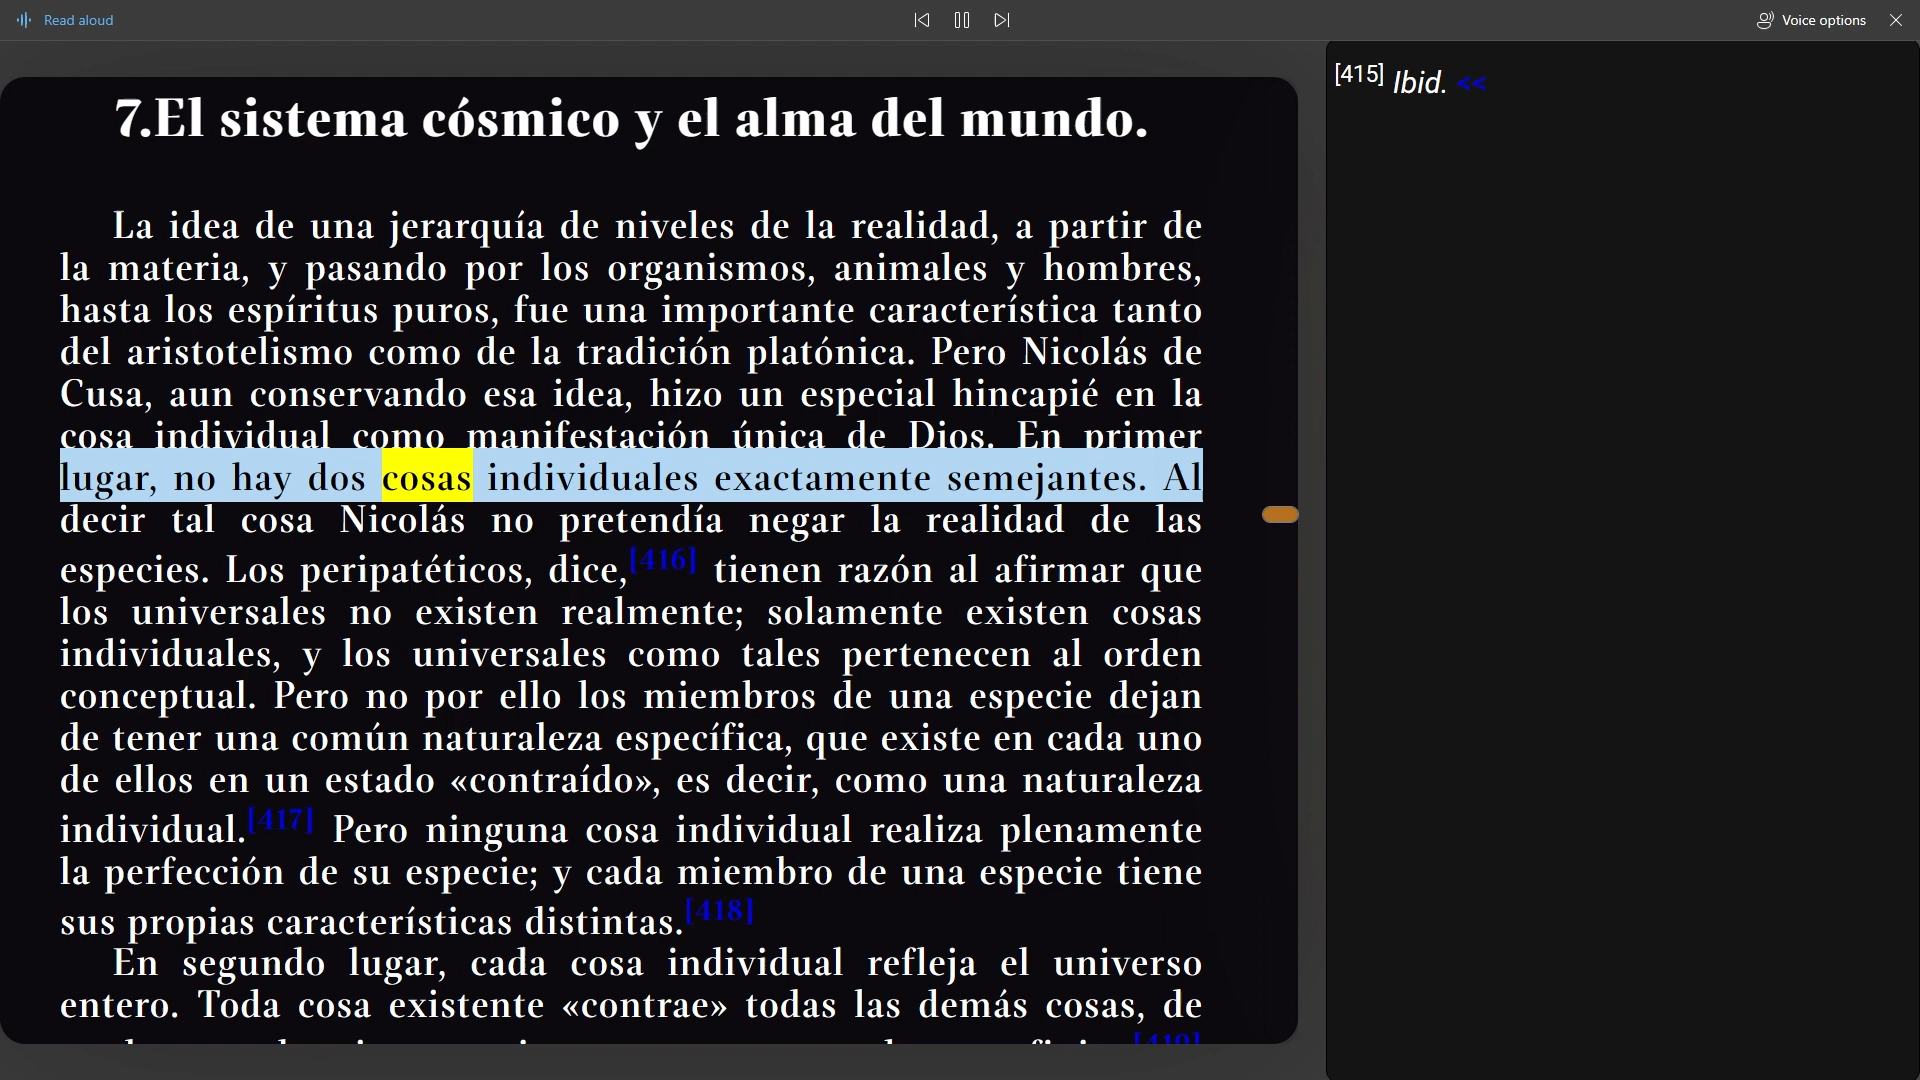 Read aloud
Voice options
7.El sistema cósmico y el alma del mundo.
La idea de una jerarquía de niveles de la realidad, a partir de
la materia, y pasando por los organismos, animales y hombres,
hasta los espíritus puros, fue una importante característica tanto
del aristotelismo como de la tradición platónica. Pero Nicolás de
Cusa, aun conservando esa idea, hizo un especial hincapié en la
cosa individual como manifestación única de Dios. En primer
lugar, no hay dos cosas individuales exactamente semejantes. Al
decir tal cosa Nicolás no pretendía negar la realidad de las
especies. Los peripatéticos, dice,[416] tienen razón al afirmar que
los universales no existen realmente; solamente existen cosas
individuales, y los universales como tales pertenecen al orden
conceptual. Pero no por ello los miembros de una especie dejan
de tener una común naturaleza específica, que existe en cada uno
de ellos en un estado «contraído», es decir, como una naturaleza
individual.[417] Pero ninguna cosa individual realiza plenamente
la perfección de su especie; y cada miembro de una especie tiene
sus propias características distintas.[418]
En segundo lugar, cada cosa individual refleja el universo
entero. Toda cosa existente «contrae» todas las demás cosas, de
[419]
[415] Ibid. <<